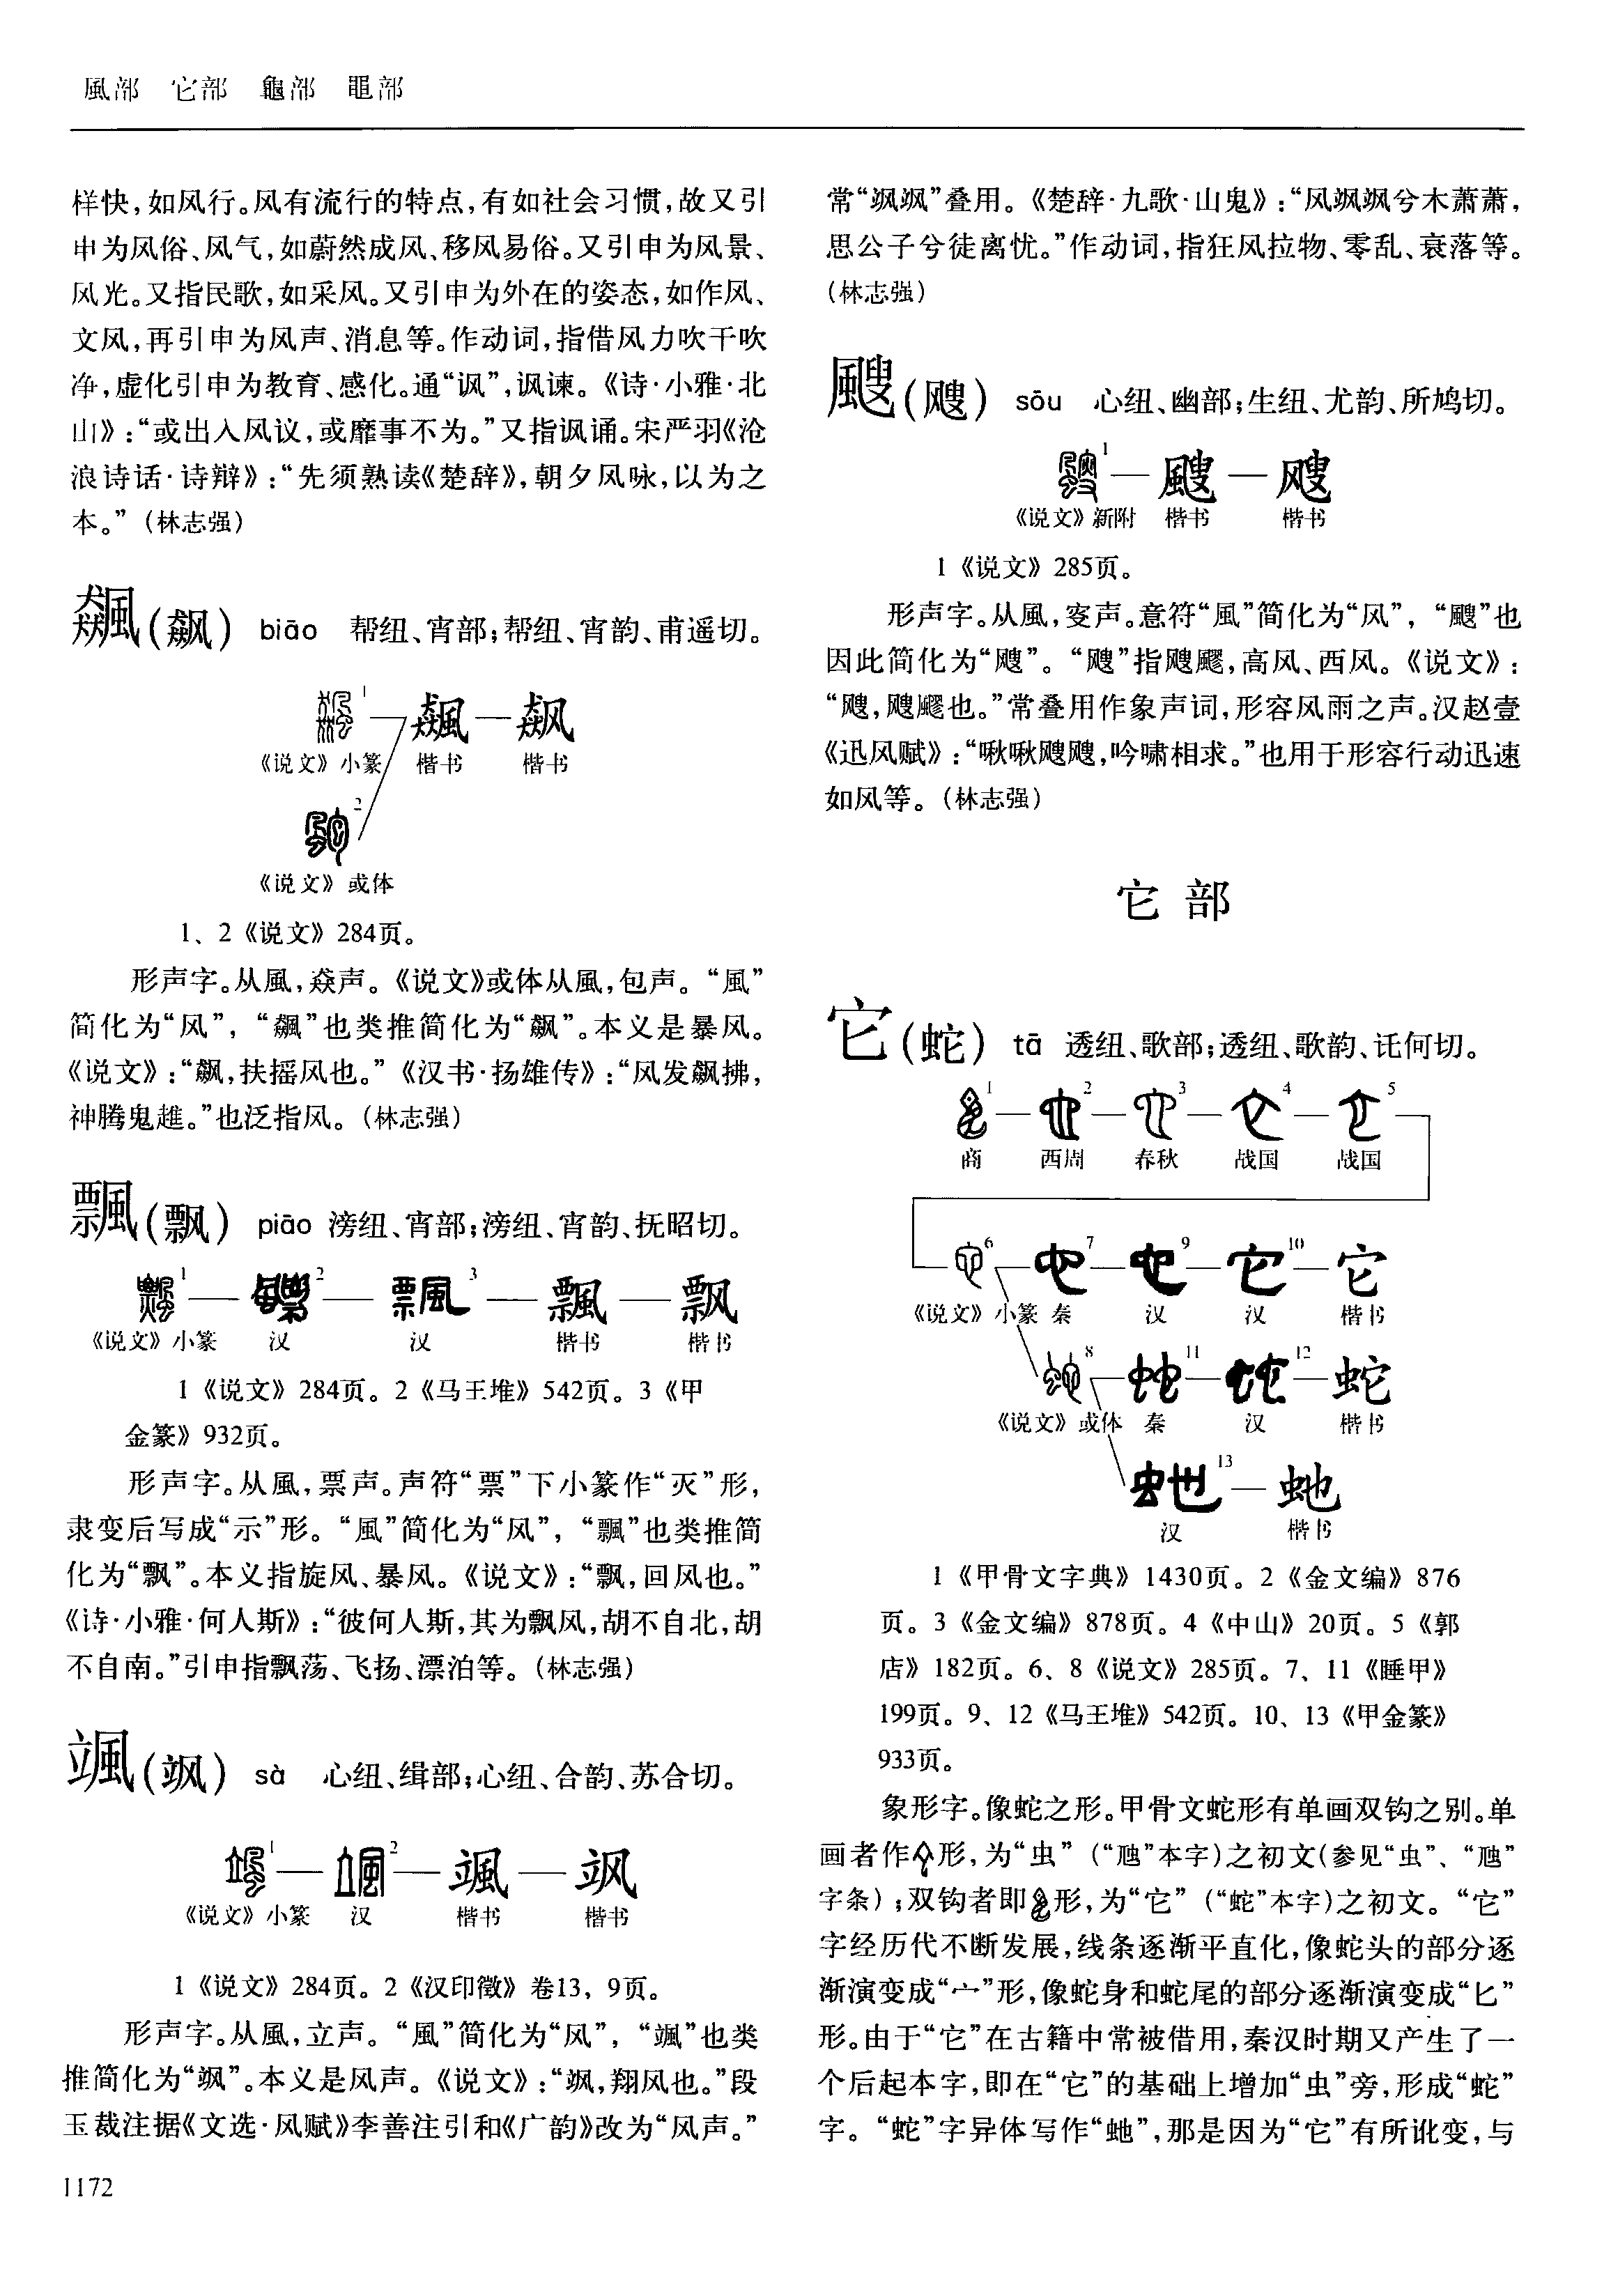 風部　它部　龜部　黽部
样快，如风行。风有流行的特点，有如社会习惯，故又引
申为风俗、风气，如蔚然成风、移风易俗。又引申为风景、
风光。又指民歌，如采风。又引申为外在的姿态，如作风、
文风，再引申为风声、消息等。作动词，指借风力吹干吹
净，虚化引申为教育、感化。通“讽”，讽谏。《诗·小雅·北
山》：“或出入风议，或靡事不为。”又指讽诵。宋严羽《沧
浪诗话·诗辩》：“先须熟读《楚辞》，朝夕风咏，以为之
本。”（林志强）
飆（飙） biāo 帮纽、宵部；帮纽、宵韵、甫遥切。
1—飆—飙
《说文》小篆 楷书 楷书
2
《说文》或体
1、2《说文》284页。
形声字。从風，猋声。《说文》或体从風，包声。“風”
简化为“风”，“飆”也类推简化为“飙”。本义是暴风。
《说文》：“飙，扶摇风也。”《汉书·扬雄传》：“风发飙拂，
神腾鬼趡。”也泛指风。（林志强）
飄（飘） piāo 滂纽、宵部；滂纽、宵韵、抚昭切。
1—2—飄3—飄—飘
《说文》小篆 汉 汉 楷书 楷书
1《说文》284页。2《马王堆》542页。3《甲
金篆》932页。
形声字。从風，票声。声符“票”下小篆作“灭”形，
隶变后写成“示”形。“風”简化为“风”，“飄”也类推简
化为“飘”。本义指旋风、暴风。《说文》：“飘，回风也。”
《诗·小雅·何人斯》：“彼何人斯，其为飘风，胡不自北，胡
不自南。”引申指飘荡、飞扬、漂泊等。（林志强）
颯（飒） sà 心纽、缉部；心纽、合韵、苏合切。
1—2—颯—飒
《说文》小篆 汉 楷书 楷书
1《说文》284页。2《汉印徵》卷13，9页。
形声字。从風，立声。“風”简化为“风”，“颯”也类
推简化为“飒”。本义是风声。《说文》：“飒，翔风也。”段
玉裁注据《文选·风赋》李善注引和《广韵》改为“风声。”
1172
常“飒飒”叠用。《楚辞·九歌·山鬼》：“风飒飒兮木萧萧，
思公子兮徒离忧。”作动词，指狂风拉物、零乱、衰落等。
（林志强）
颼（飕） sōu 心纽、幽部；生纽、尤韵、所鸠切。
1—颼—飕
《说文》新附 楷书 楷书
1《说文》285页。
形声字。从風，叜声。意符“風”简化为“风”，“颼”也
因此简化为“飕”。“飕”指飕飂，高风、西风。《说文》：
“飕，飕飂也。”常叠用作象声词，形容风雨之声。汉赵壹
《迅风赋》：“啾啾飕飕，吟啸相求。”也用于形容行动迅速
如风等。（林志强）
它部
它（蛇） tā 透纽、歌部；透纽、歌韵、讬何切。
1—2—3—4—5
商 西周 春秋 战国 战国
6—7—9—10—它
《说文》小篆 秦 汉 汉 楷书
8—11—12—蛇
《说文》或体 秦 汉 楷书
13—虵
汉 楷书
1《甲骨文字典》1430页。2《金文编》876
页。3《金文编》878页。4《中山》20页。5《郭
店》182页。6、8《说文》285页。7、11《睡甲》
199页。9、12《马王堆》542页。10、13《甲金篆》
933页。
象形字。像蛇之形。甲骨文蛇形有单画双钩之别。单
画者作形，为“虫”（“虺”本字）之初文（参见“虫”、“虺”
字条）；双钩者即形，为“它”（“蛇”本字）之初文。“它”
字经历代不断发展，线条逐渐平直化，像蛇头的部分逐
渐演变成“宀”形，像蛇身和蛇尾的部分逐渐演变成“匕”
形。由于“它”在古籍中常被借用，秦汉时期又产生了一
个后起本字，即在“它”的基础上增加“虫”旁，形成“蛇”
字。“蛇”字异体写作“虵”，那是因为“它”有所讹变，与